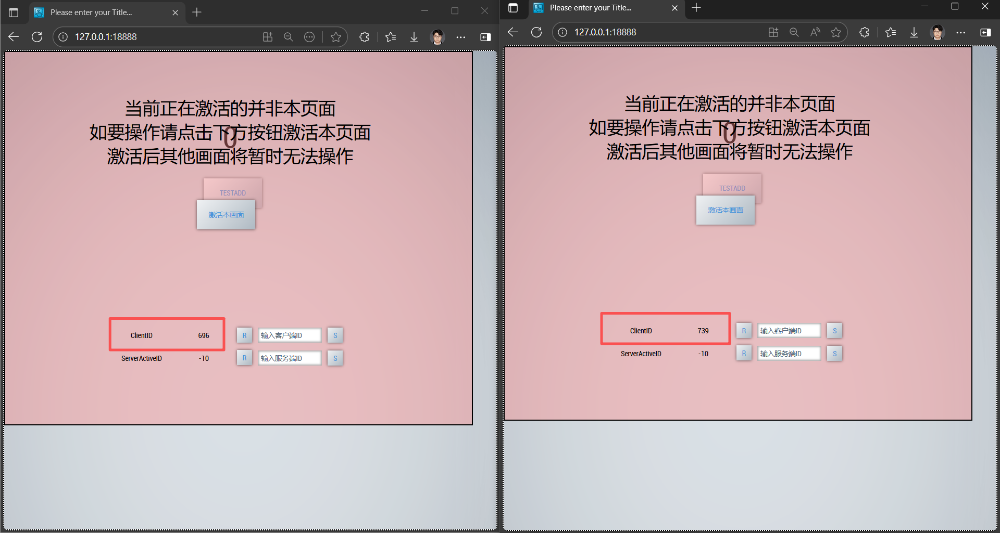 Please enter your Title...
127.0.0.1:18888
当前正在激活的并非本页面
如要操作请点击下方按钮激活本页面
0
激活后其他画面将暂时无法操作
TESTADD
激活本画面
ClientID 696 R 输入客户端ID S
ServerActiveID -10 R 输入服务端ID S
Please enter your Title...
127.0.0.1:18888
当前正在激活的并非本页面
如要操作请点击下方按钮激活本页面
0
激活后其他画面将暂时无法操作
TESTADD
激活本画面
ClientID 739 R 输入客户端ID S
ServerActiveID -10 R 输入服务端ID S